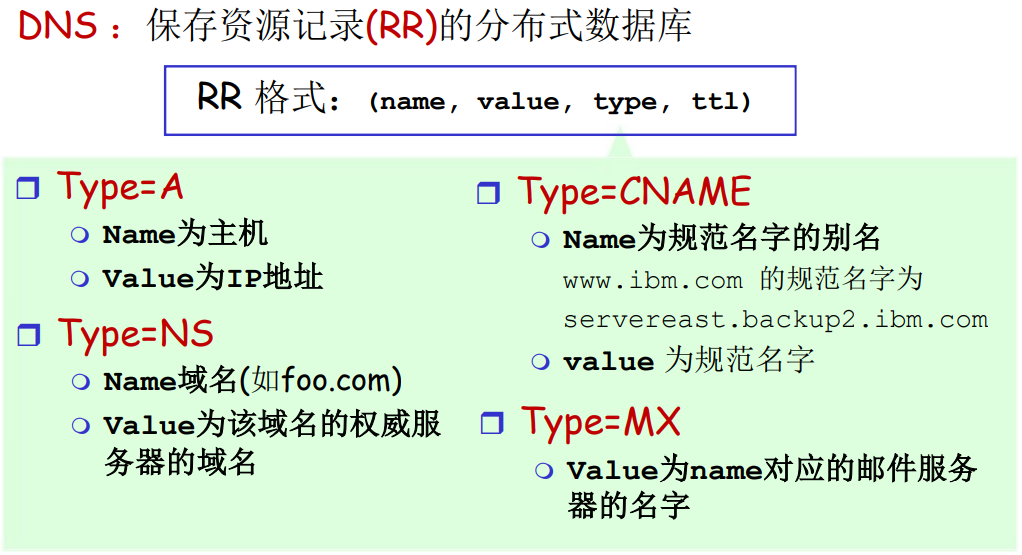 DNS ：保存资源记录(RR)的分布式数据库
RR 格式：(name, value, type, ttl)
Type=A
Name为主机
Value为IP地址
Type=NS
Name域名(如foo.com)
Value为该域名的权威服
务器的域名
Type=CNAME
Name为规范名字的别名
www.ibm.com 的规范名字为
servereast.backup2.ibm.com
value 为规范名字
Type=MX
Value为name对应的邮件服务
器的名字